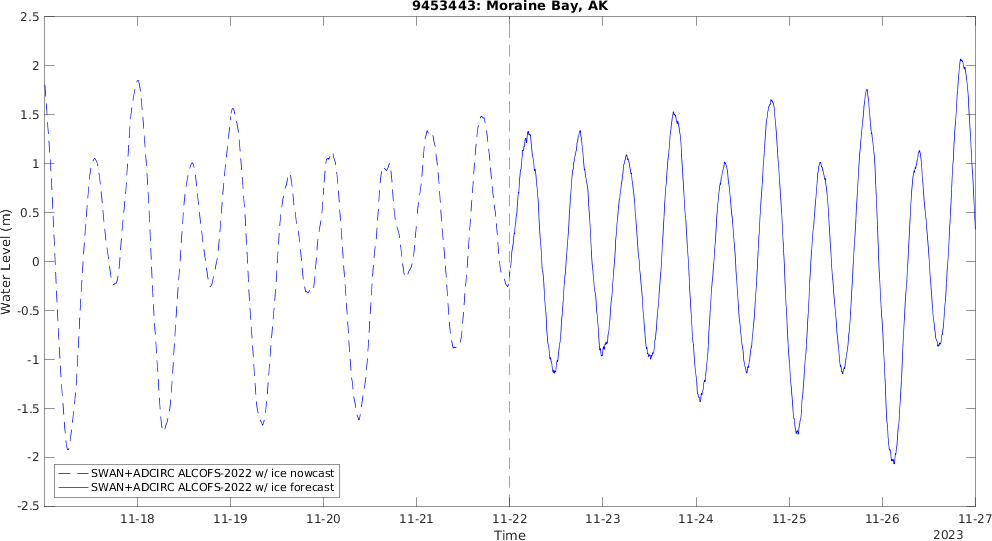 9453443: Moraine Bay, AK
2.5
2
1.5
1
0.5
0
-0.5
-1
-1.5
-2
-2.5
Water Level (m)
SWAN+ADCIRC ALCOFS-2022 w/ ice nowcast
SWAN+ADCIRC ALCOFS-2022 w/ ice forecast
11-18 11-19 11-20 11-21 11-22 11-23 11-24 11-25 11-26 11-27
Time
2023